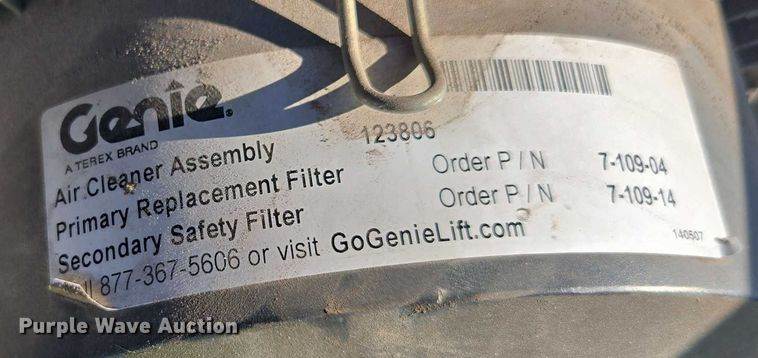 Genie®
A TEREX BRAND
Air Cleaner Assembly 123806
Primary Replacement Filter Order P / N 7-109-04
Secondary Safety Filter Order P / N 7-109-14
877-367-5606 or visit GoGenieLift.com
140507
Purple Wave Auction